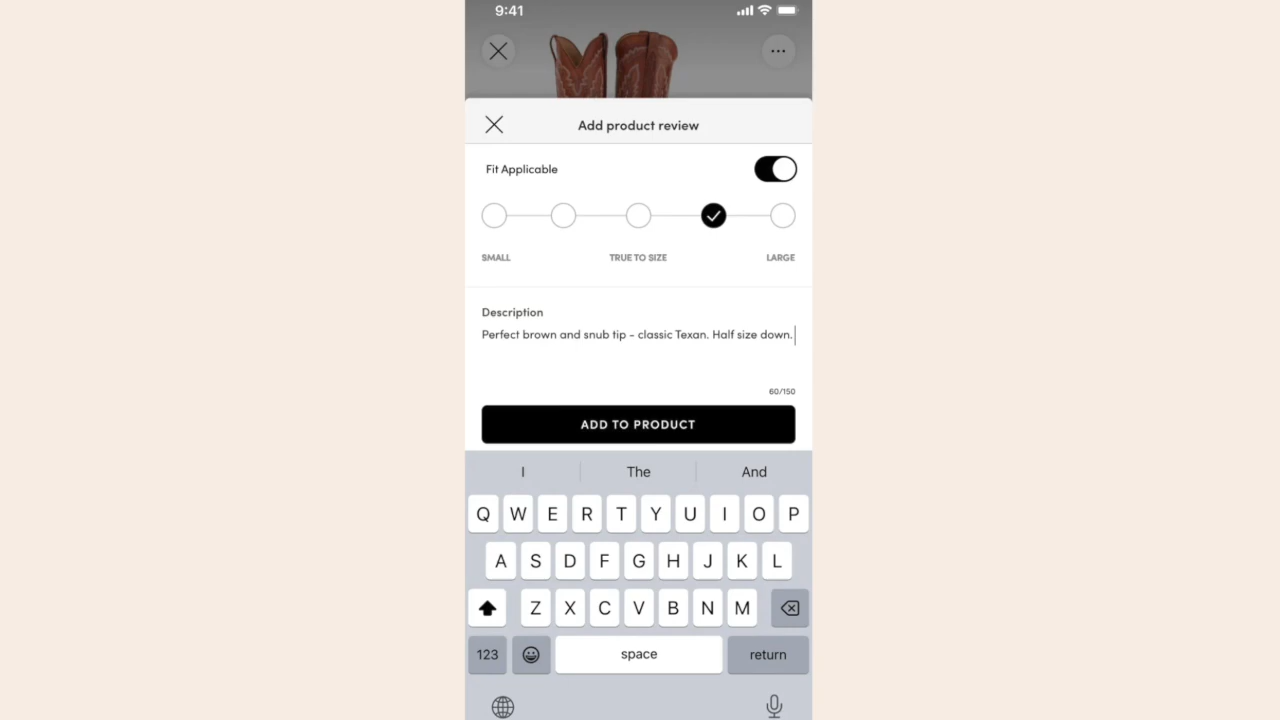 9:41
Add product review
Fit Applicable
SMALL TRUE TO SIZE LARGE
Description
Perfect brown and snub tip - classic Texan. Half size down.
60/150
ADD TO PRODUCT
I The And
Q W E R T Y U I O P
A S D F G H J K L
Z X C V B N M
123 space return